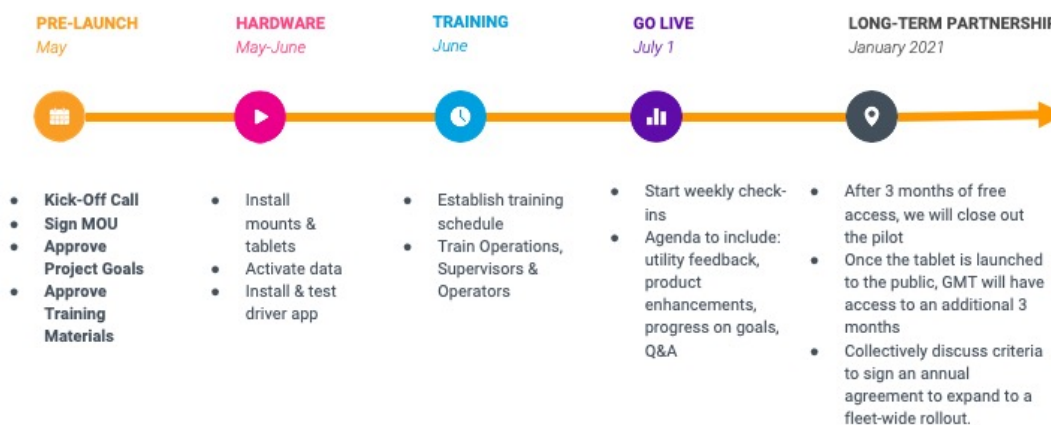 PRE-LAUNCH
May
HARDWARE
May-June
TRAINING
June
GO LIVE
July 1
LONG-TERM PARTNERSHIP
January 2021
● Kick-Off Call
● Sign MOU
● Approve
Project Goals
● Approve
Training
Materials
● Install
mounts &
tablets
● Activate data
● Install & test
driver app
● Establish training
schedule
● Train Operations,
Supervisors &
Operators
● Start weekly check-
ins
● Agenda to include:
utility feedback,
product
enhancements,
progress on goals,
Q&A
● After 3 months of free
access, we will close out
the pilot
● Once the tablet is launched
to the public, GMT will have
access to an additional 3
months
● Collectively discuss criteria
to sign an annual
agreement to expand to a
fleet-wide rollout.